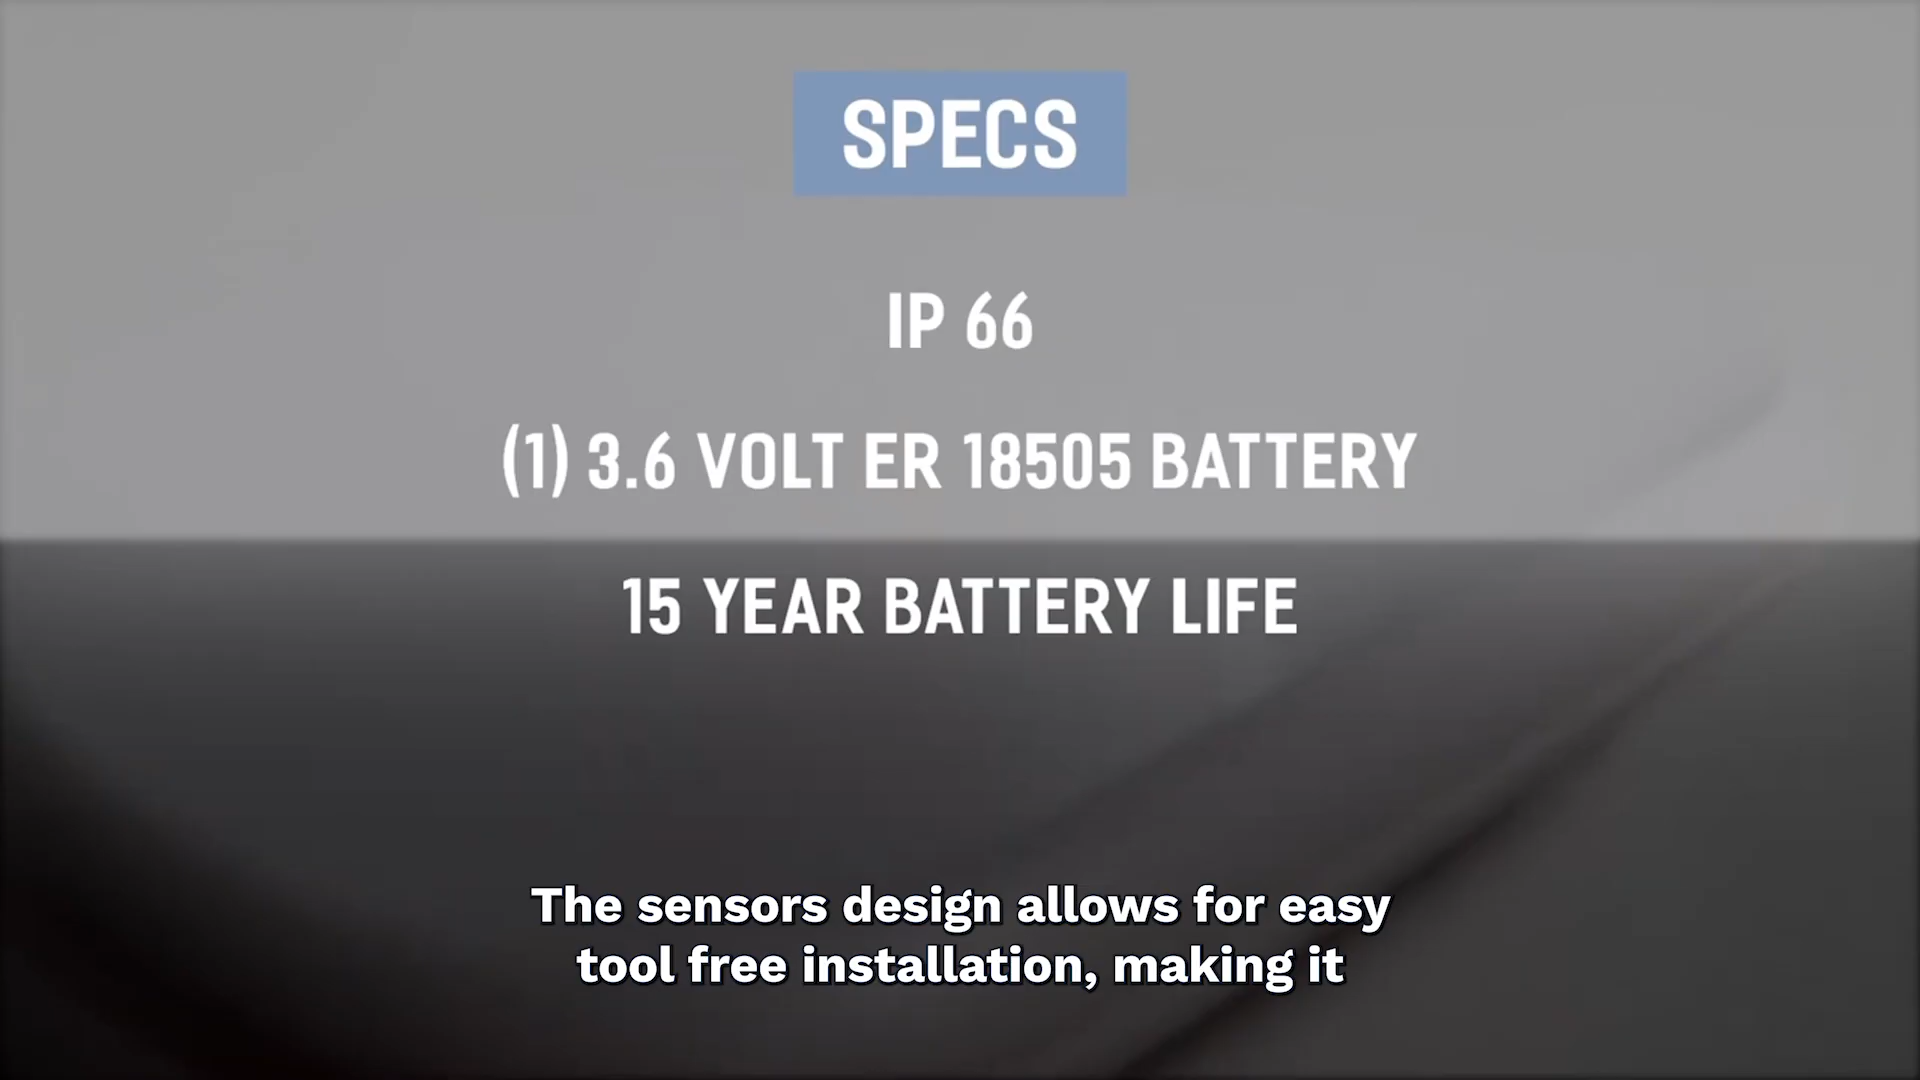 SPECS
IP 66
(1) 3.6 VOLT ER 18505 BATTERY
15 YEAR BATTERY LIFE
The sensors design allows for easy
tool free installation, making it